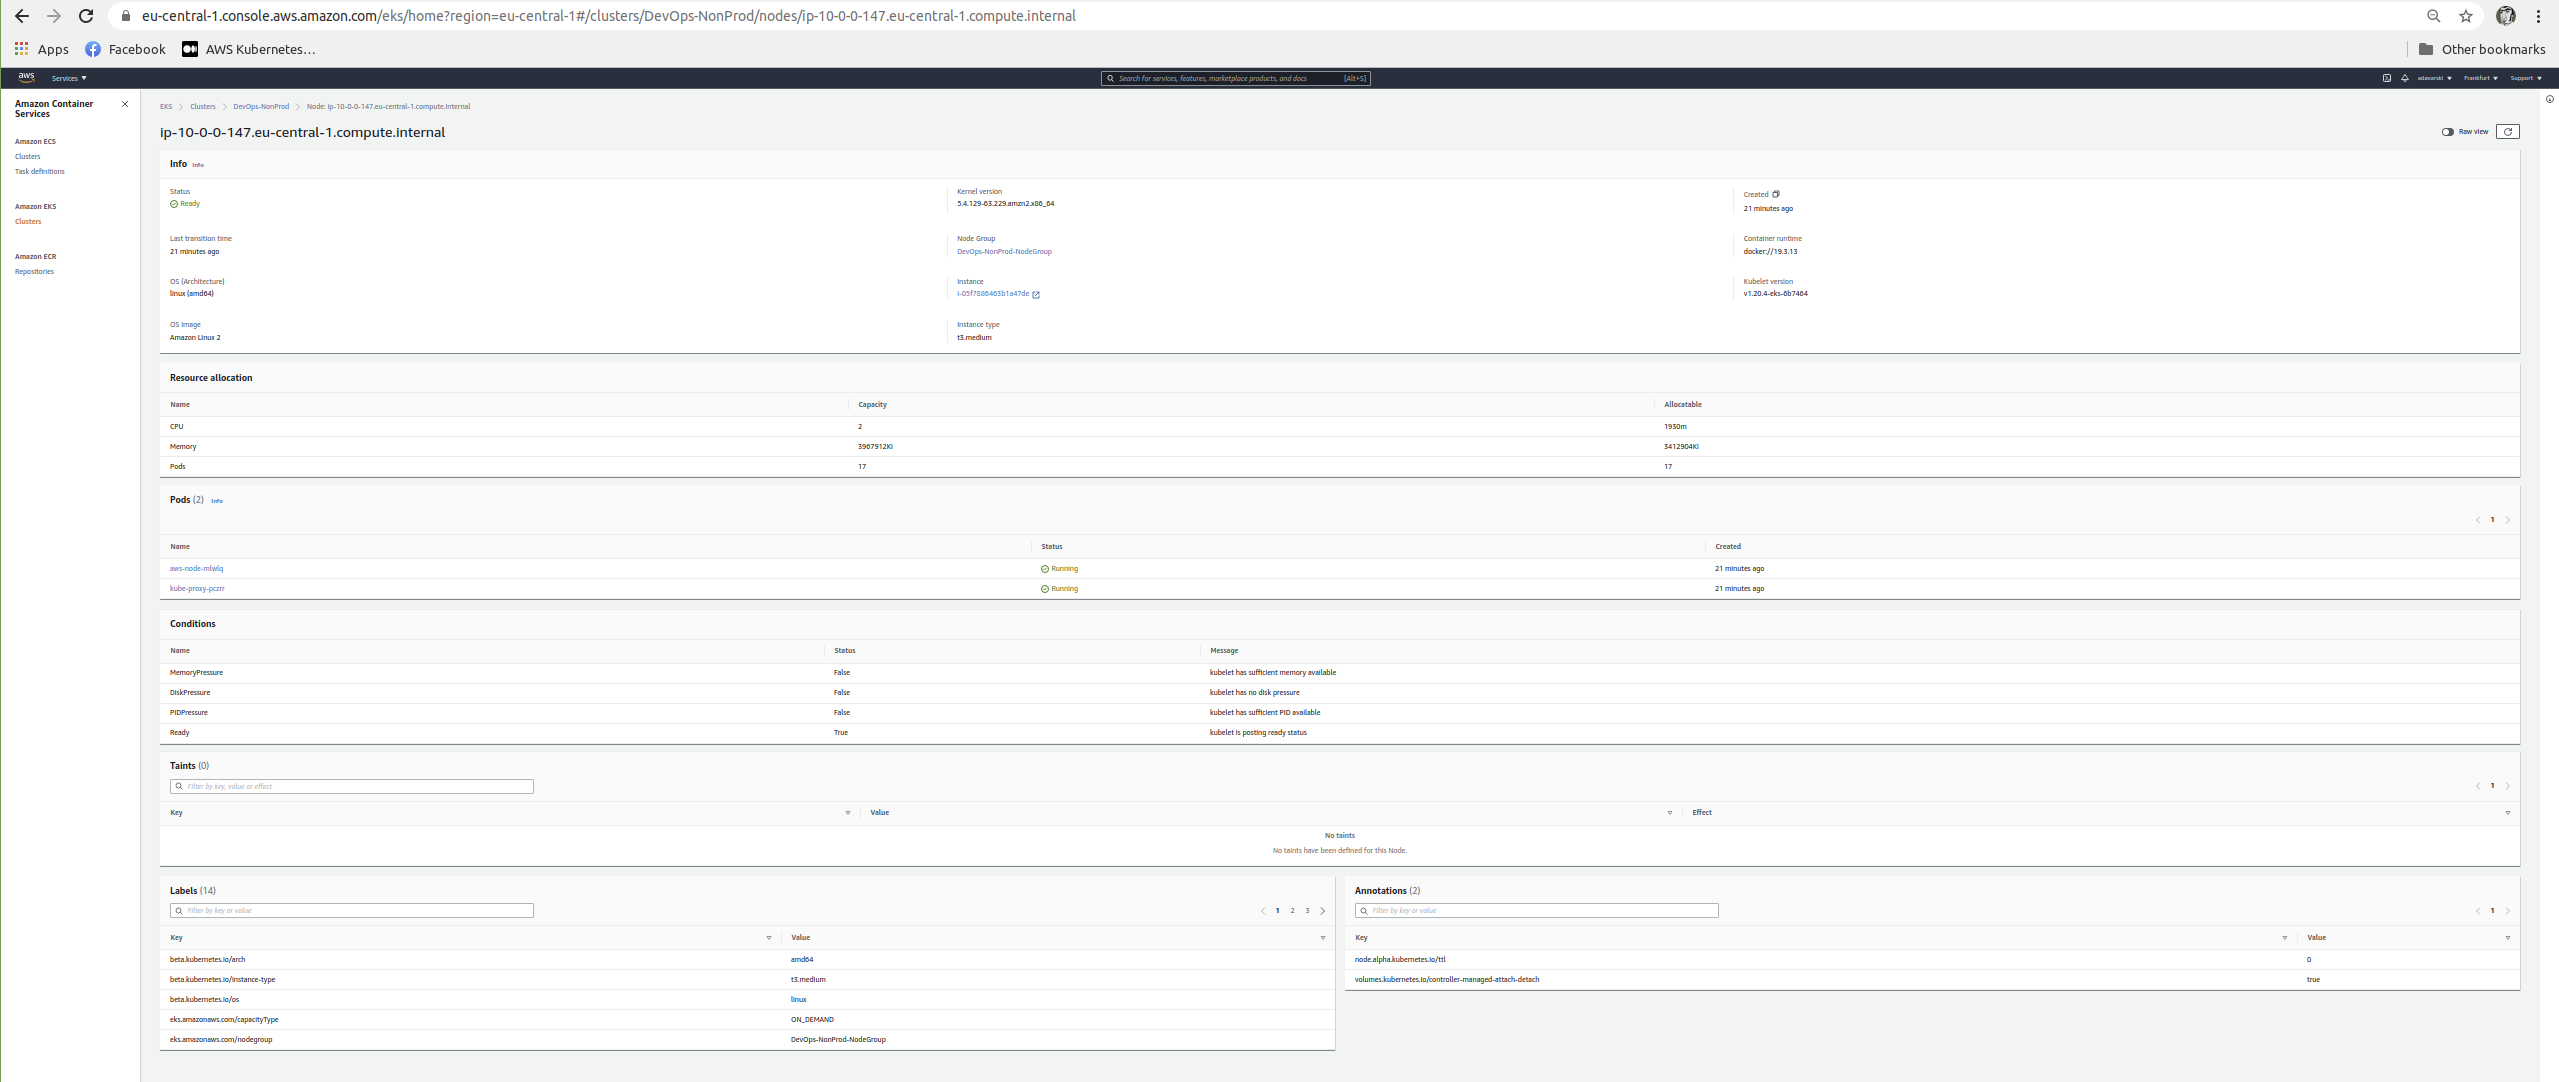 eu-central-1.console.aws.amazon.com/eks/home?region=eu-central-1#/clusters/DevOps-NonProd/nodes/ip-10-0-0-147.eu-central-1.compute.internal
Apps Facebook AWS Kubernetes... Other bookmarks
aws Services Search for services, features, marketplace products, and docs [Alt+S] adavarski Frankfurt Support
Amazon Container Services
Amazon ECS
Clusters
Task definitions
Amazon EKS
Clusters
Amazon ECR
Repositories
EKS Clusters DevOps-NonProd Node: ip-10-0-0-147.eu-central-1.compute.internal
ip-10-0-0-147.eu-central-1.compute.internal
Raw view
Info Info
Status Kernel version Created
Ready 5.4.129-63.229.amzn2.x86_64 21 minutes ago
Last transition time Node Group Container runtime
21 minutes ago DevOps-NonProd-NodeGroup docker://19.3.13
OS (Architecture) Instance Kubelet version
linux (amd64) i-05f7886463b1a47de v1.20.4-eks-6b7464
OS image Instance type
Amazon Linux 2 t3.medium
Resource allocation
Name Capacity Allocatable
CPU 2 1930m
Memory 3967912Ki 3412904Ki
Pods 17 17
Pods (2) Info
1
Name Status Created
aws-node-mlwlq Running 21 minutes ago
kube-proxy-pczrr Running 21 minutes ago
Conditions
Name Status Message
MemoryPressure False kubelet has sufficient memory available
DiskPressure False kubelet has no disk pressure
PIDPressure False kubelet has sufficient PID available
Ready True kubelet is posting ready status
Taints (0)
Filter by key, value or effect 1
Key Value Effect
No taints
No taints have been defined for this Node.
Labels (14)
Filter by key or value 1 2 3
Key Value
beta.kubernetes.io/arch amd64
beta.kubernetes.io/instance-type t3.medium
beta.kubernetes.io/os linux
eks.amazonaws.com/capacityType ON_DEMAND
eks.amazonaws.com/nodegroup DevOps-NonProd-NodeGroup
Annotations (2)
Filter by key or value 1
Key Value
node.alpha.kubernetes.io/ttl 0
volumes.kubernetes.io/controller-managed-attach-detach true